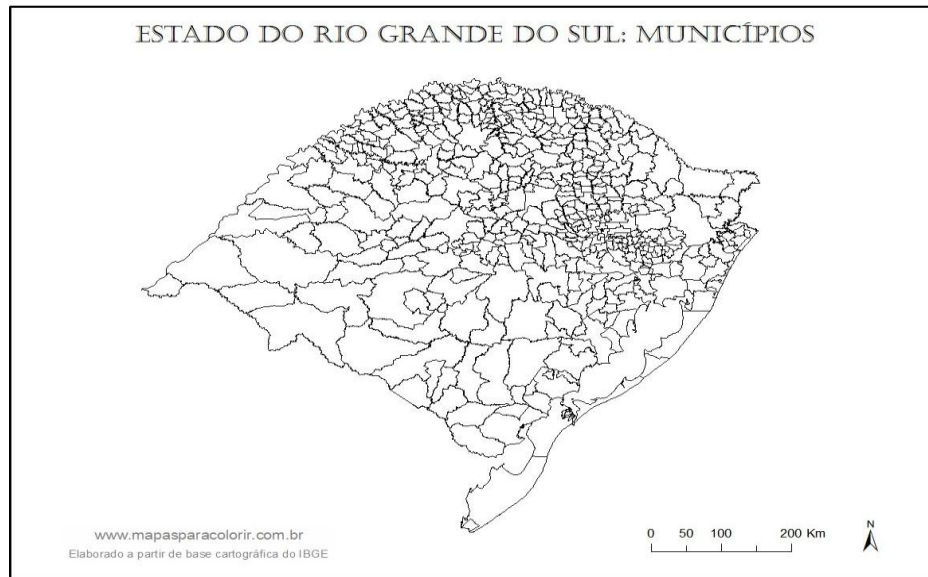 ESTADO DO RIO GRANDE DO SUL: MUNICÍPIOS
www.mapasparacolorir.com.br
Elaborado a partir de base cartográfica do IBGE
0 50 100 200 Km
N